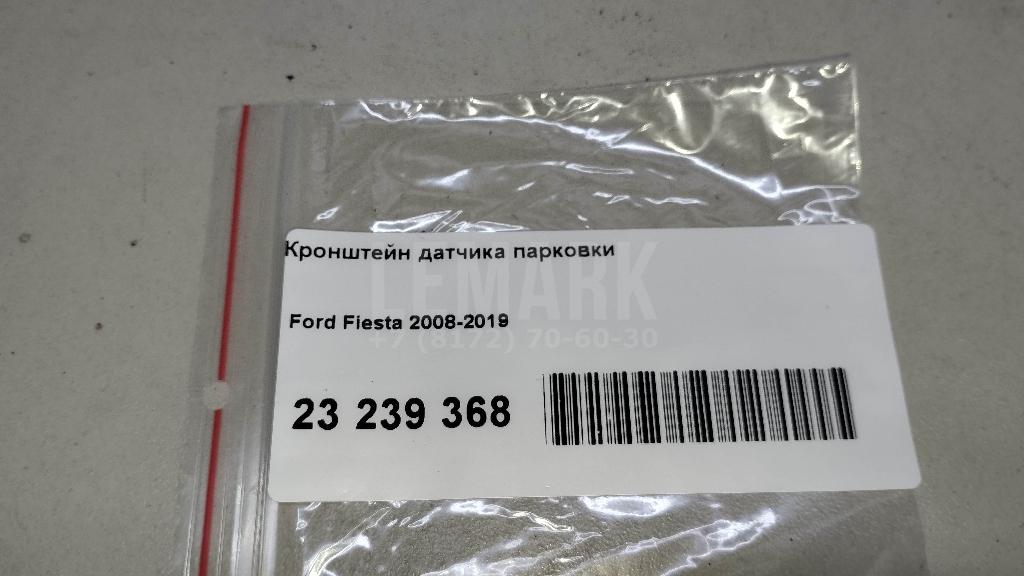 Кронштейн датчика парковки
LEMARK
Ford Fiesta 2008-2019
+7 (8172) 70-60-30
23 239 368